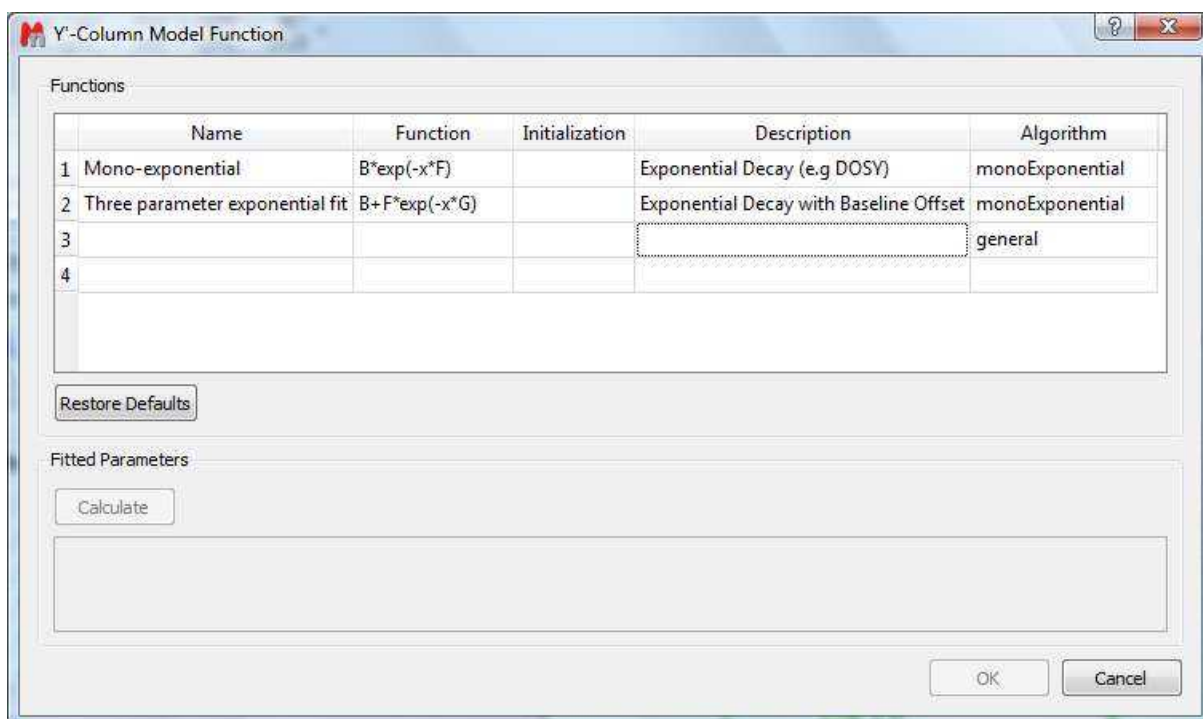 Y'-Column Model Function
Functions
Name Function Initialization Description Algorithm
1 Mono-exponential B*exp(-x*F) Exponential Decay (e.g DOSY) monoExponential
2 Three parameter exponential fit B+F*exp(-x*G) Exponential Decay with Baseline Offset monoExponential
3 general
4
Restore Defaults
Fitted Parameters
Calculate
OK Cancel